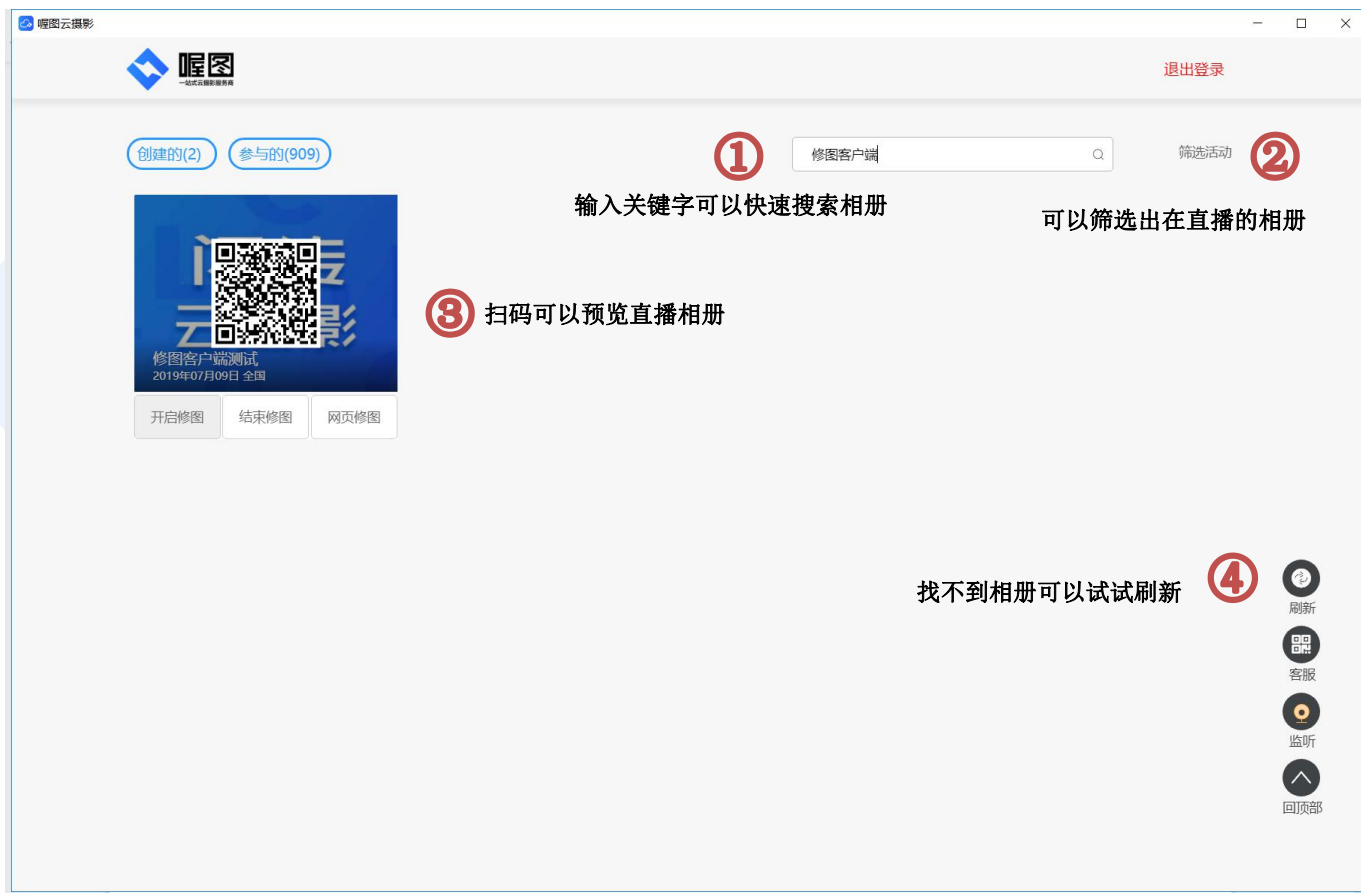 喔图云摄影
喔图
一站式云摄影服务商
退出登录
创建的(2)
参与的(909)
①
修图客户端
筛选活动
②
输入关键字可以快速搜索相册
可以筛选出在直播的相册
③
扫码可以预览直播相册
修图客户端测试
2019年07月09日 全国
开启修图
结束修图
网页修图
④
找不到相册可以试试刷新
刷新
客服
监听
回顶部